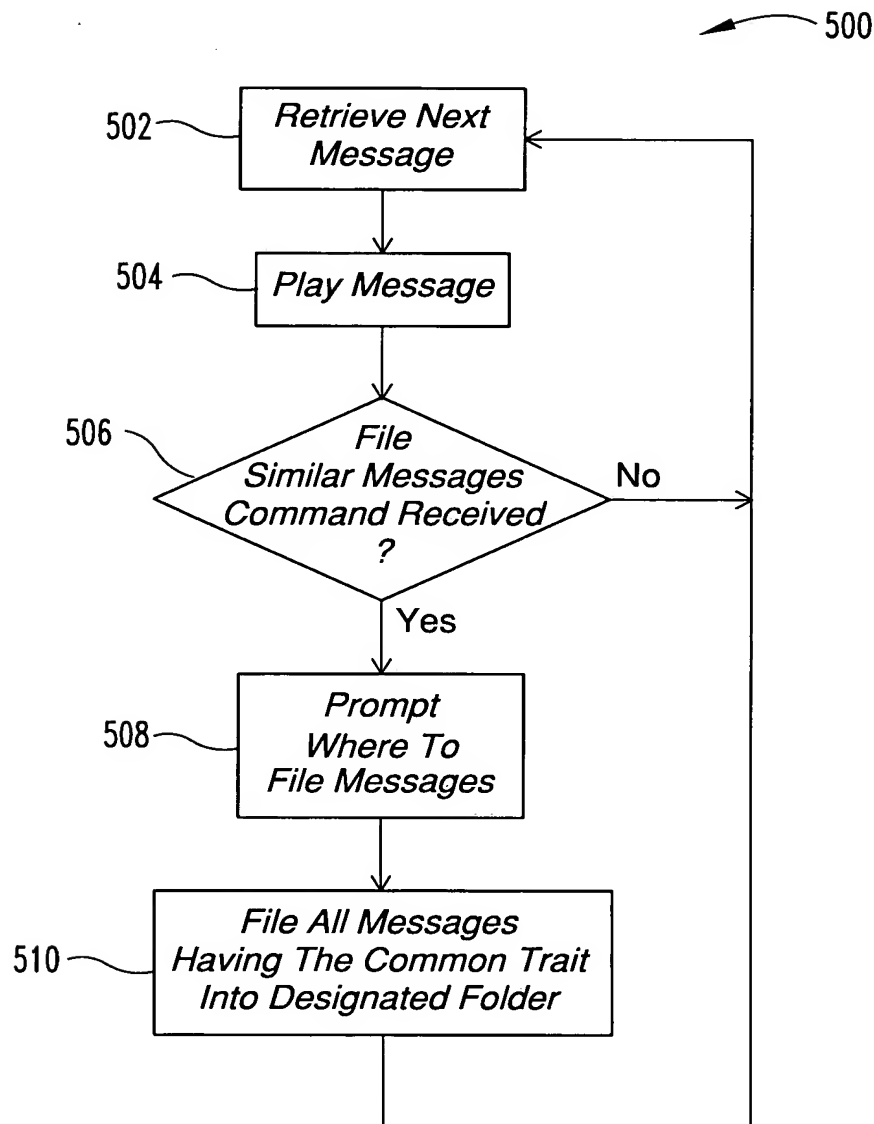 500
502
Retrieve Next
Message
504
Play Message
506
File
Similar Messages
Command Received
?
No
Yes
508
Prompt
Where To
File Messages
510
File All Messages
Having The Common Trait
Into Designated Folder